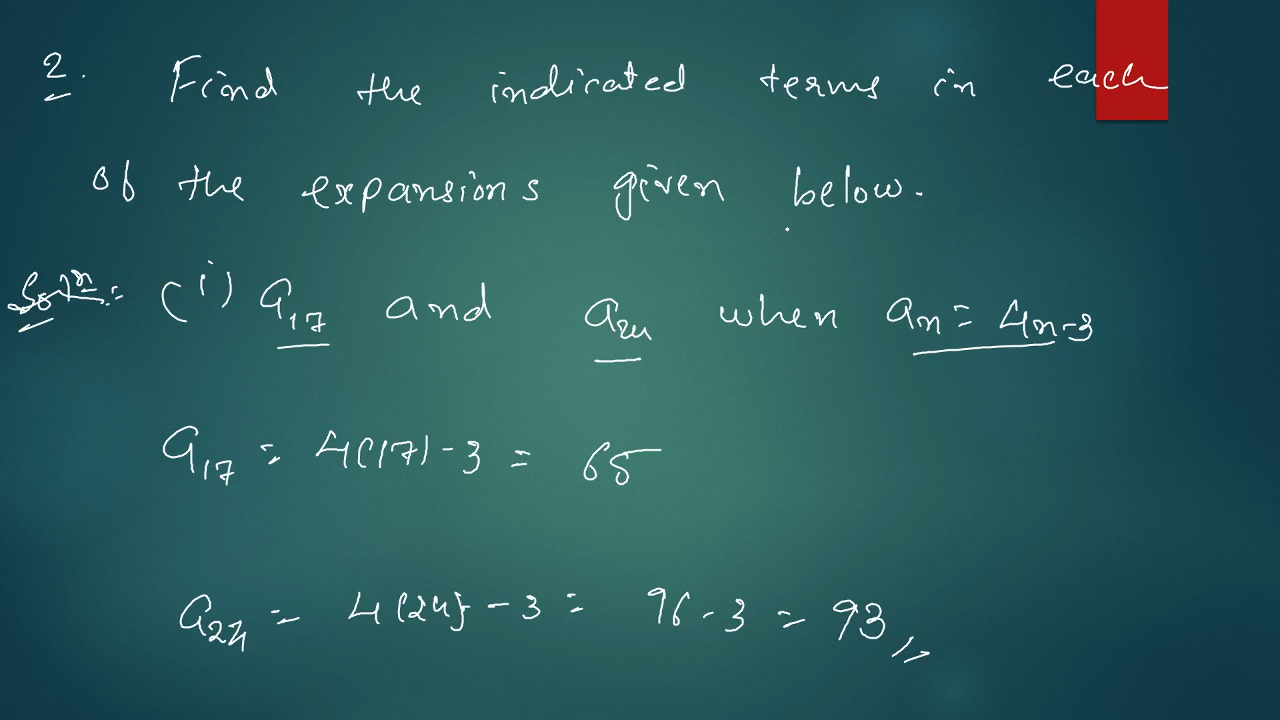 2. Find the indicated terms in each
of the expansions given below.
Soln: (i) a₁₇ and a₂₄ when aₙ = 4n-3
a₁₇ = 4(17) - 3 = 65
a₂₄ = 4(24) - 3 = 96 - 3 = 93,,